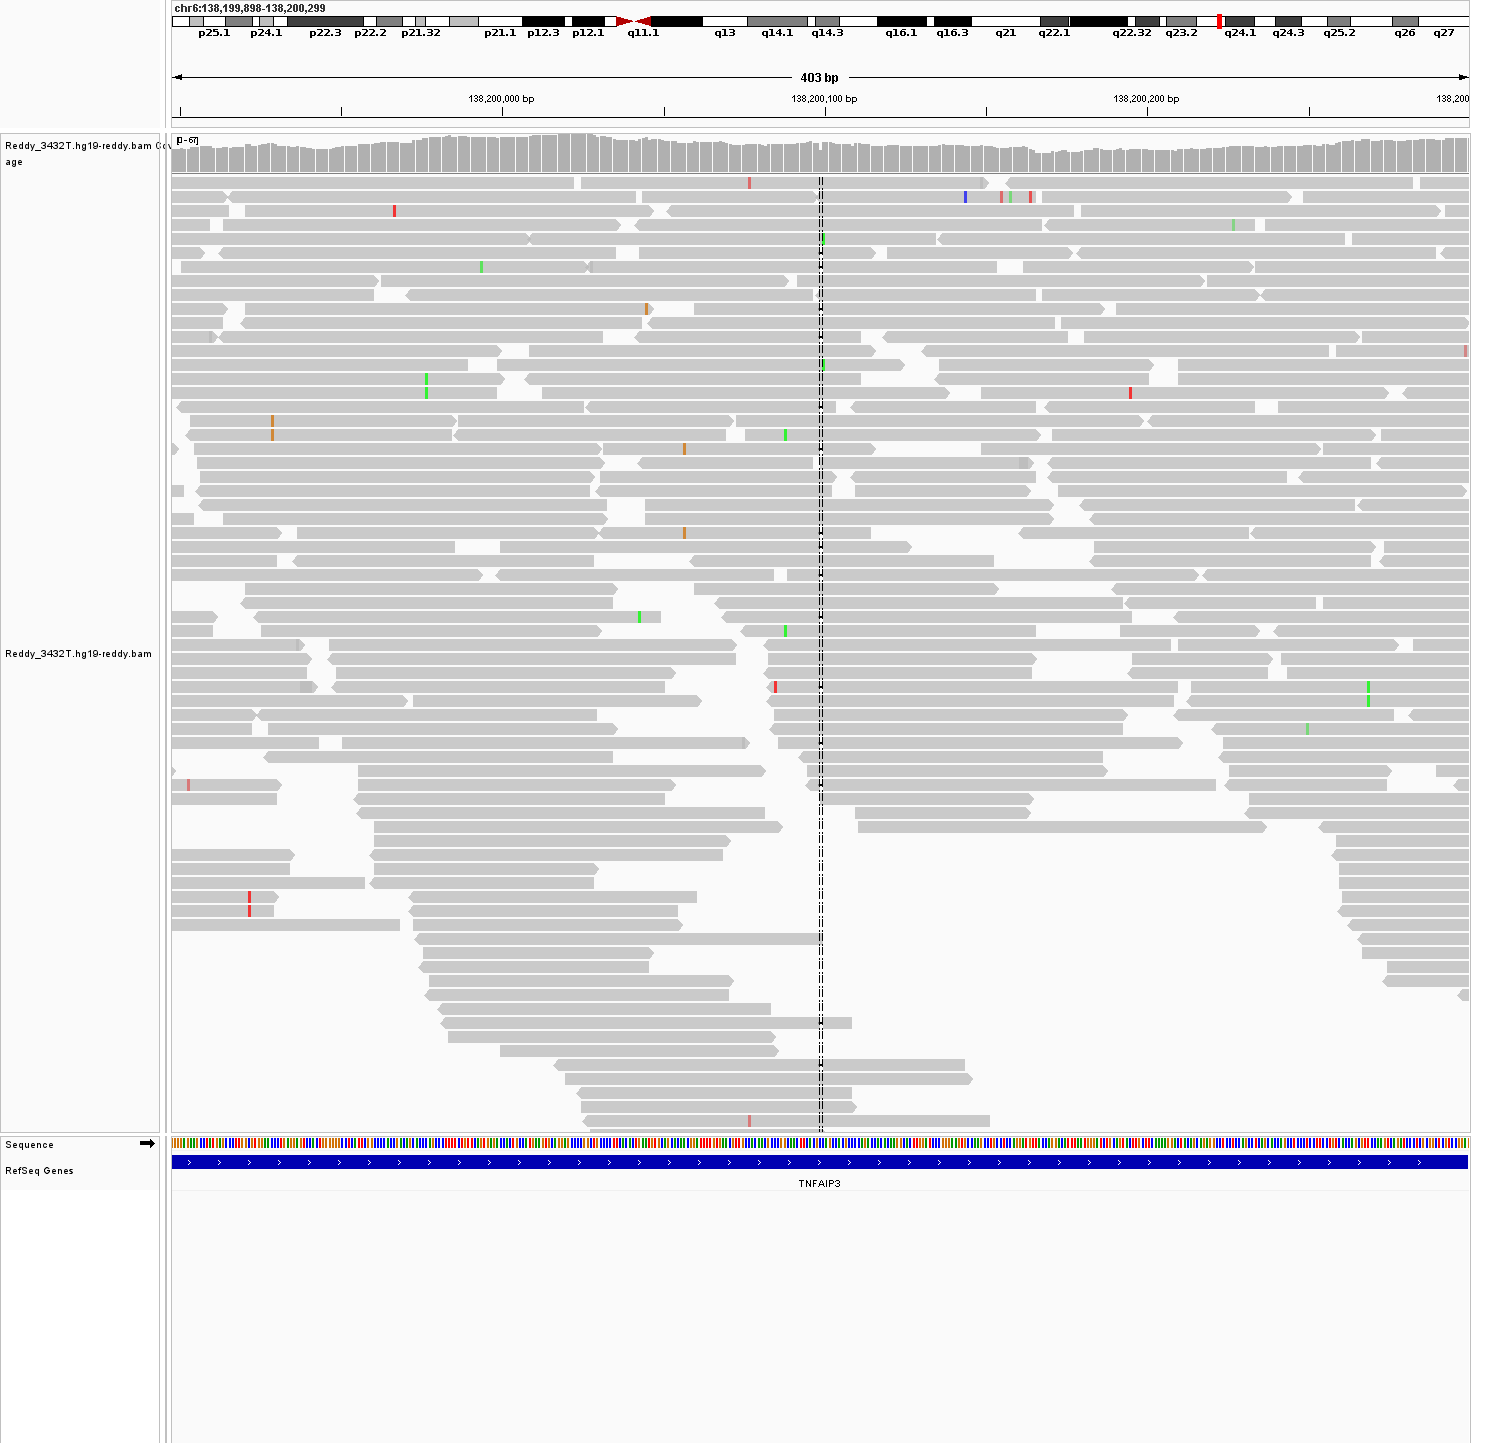 chr6:138,199,898-138,200,299
p25.1 p24.1 p22.3 p22.2 p21.32 p21.1 p12.3 p12.1 q11.1 q13 q14.1 q14.3 q16.1 q16.3 q21 q22.1 q22.32 q23.2 q24.1 q24.3 q25.2 q26 q27
403 bp
138,200,000 bp 138,200,100 bp 138,200,200 bp 138,200
[0-67]
Reddy_3432T.hg19-reddy.bam Cov
age
Reddy_3432T.hg19-reddy.bam
Sequence
RefSeq Genes
TNFAIP3